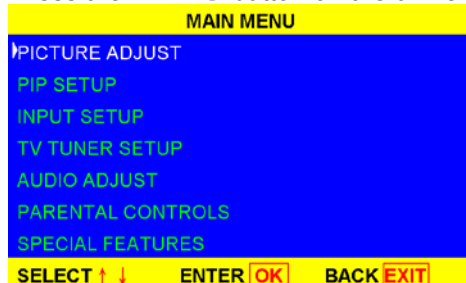 MAIN MENU
PICTURE ADJUST
PIP SETUP
INPUT SETUP
TV TUNER SETUP
AUDIO ADJUST
PARENTAL CONTROLS
SPECIAL FEATURES
SELECT ↑ ↓ ENTER OK BACK EXIT